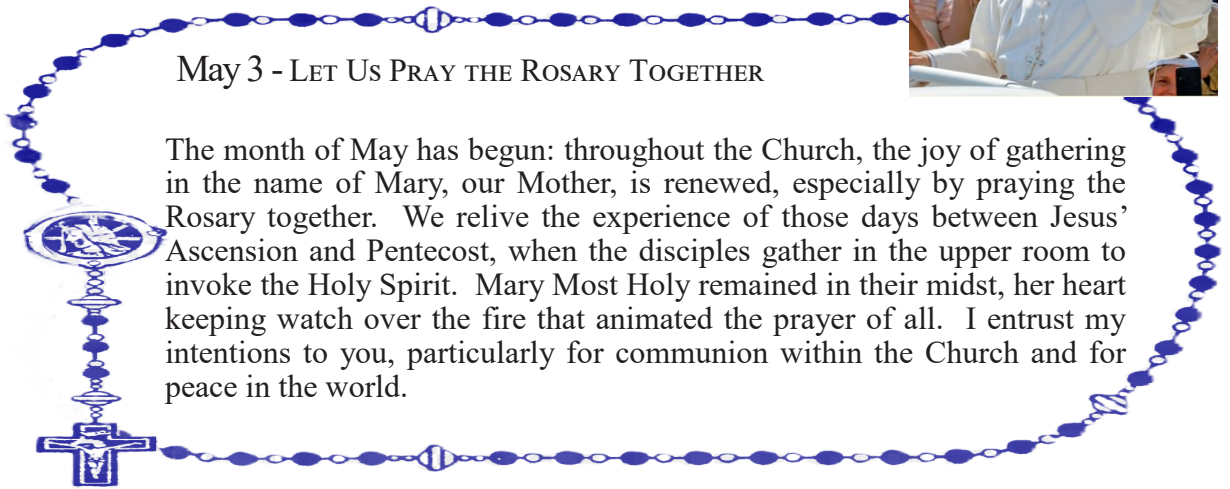 May 3 - LET US PRAY THE ROSARY TOGETHER
The month of May has begun: throughout the Church, the joy of gathering
in the name of Mary, our Mother, is renewed, especially by praying the
Rosary together.  We relive the experience of those days between Jesus’
Ascension and Pentecost, when the disciples gather in the upper room to
invoke the Holy Spirit.  Mary Most Holy remained in their midst, her heart
keeping watch over the fire that animated the prayer of all.  I entrust my
intentions to you, particularly for communion within the Church and for
peace in the world.